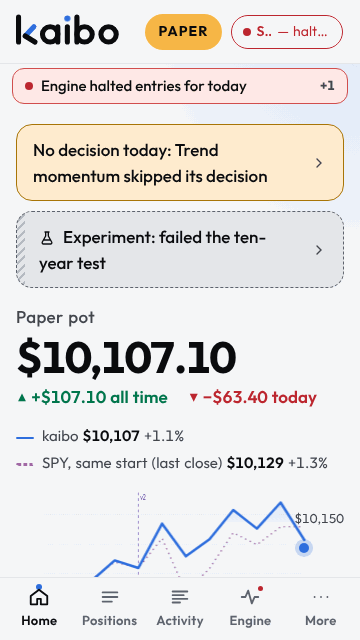 kaibo
PAPER
S.. — halt...
Engine halted entries for today
+1
No decision today: Trend
momentum skipped its decision
Experiment: failed the ten-
year test
Paper pot
$10,107.10
▲ +$107.10 all time ▼ −$63.40 today
kaibo $10,107 +1.1%
SPY, same start (last close) $10,129 +1.3%
v2
$10,150
Home
Positions
Activity
Engine
More